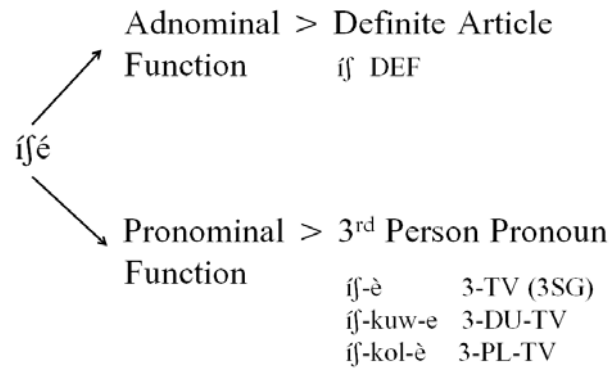 Adnominal > Definite Article
Function íʃ DEF
íʃé
Pronominal > 3rd Person Pronoun
Function
íʃ-è 3-TV (3SG)
íʃ-kuw-e 3-DU-TV
íʃ-kol-è 3-PL-TV